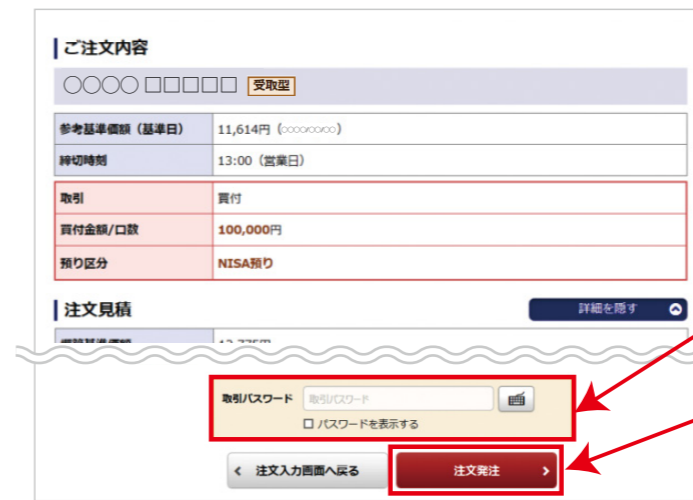 ご注文内容
○○○○ □□□□□ 受取型
参考基準価額（基準日） 11,614円（○○○○/○○/○○）
締切時刻 13:00（営業日）
取引 買付
買付金額/口数 100,000円
預り区分 NISA預り
注文見積 詳細を隠す
取引パスワード 取引パスワード
パスワードを表示する
注文入力画面へ戻る 注文発注